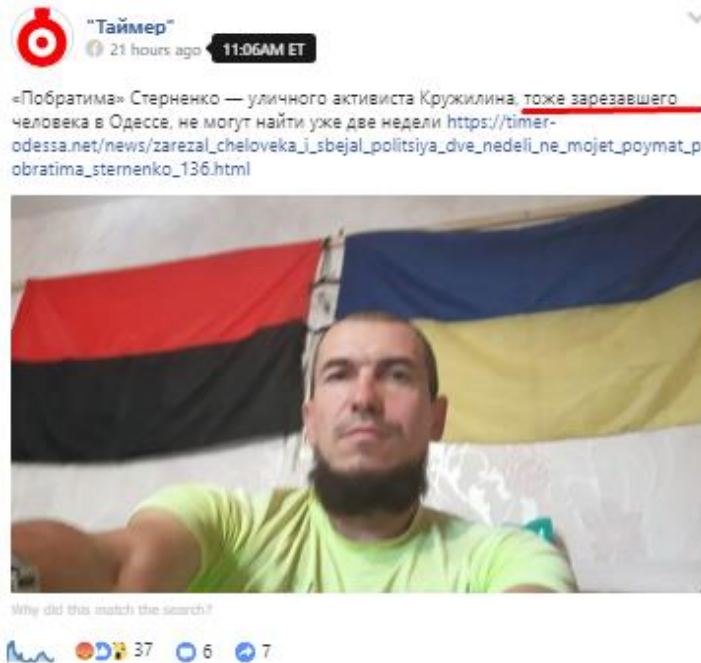 "Таймер"
21 hours ago 11:06AM ET
«Побратима» Стерненко — уличного активиста Кружилина, тоже зарезавшего
человека в Одессе, не могут найти уже две недели https://timer-
odessa.net/news/zarezal_cheloveka_i_sbejal_politsiya_dve_nedeli_ne_mojet_poymat_p
obratima_sternenko_136.html
Why did this match the search?
37 6 7